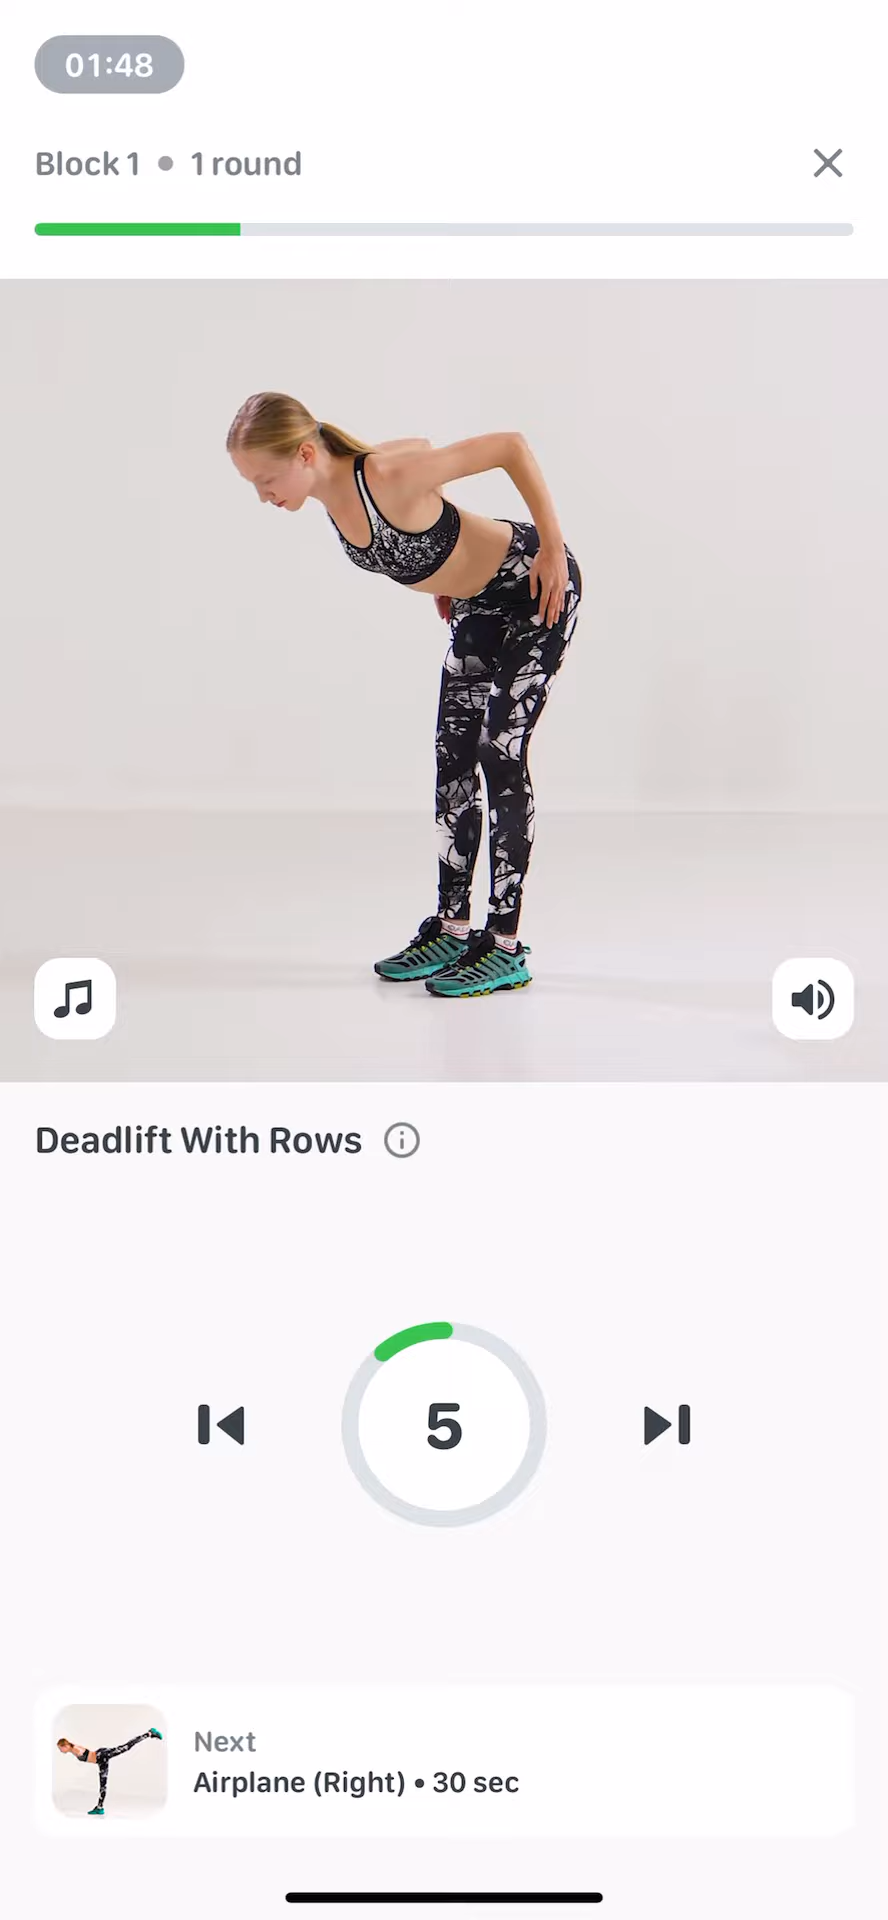 01:48
Block 1 • 1 round
Deadlift With Rows
5
Next
Airplane (Right) • 30 sec